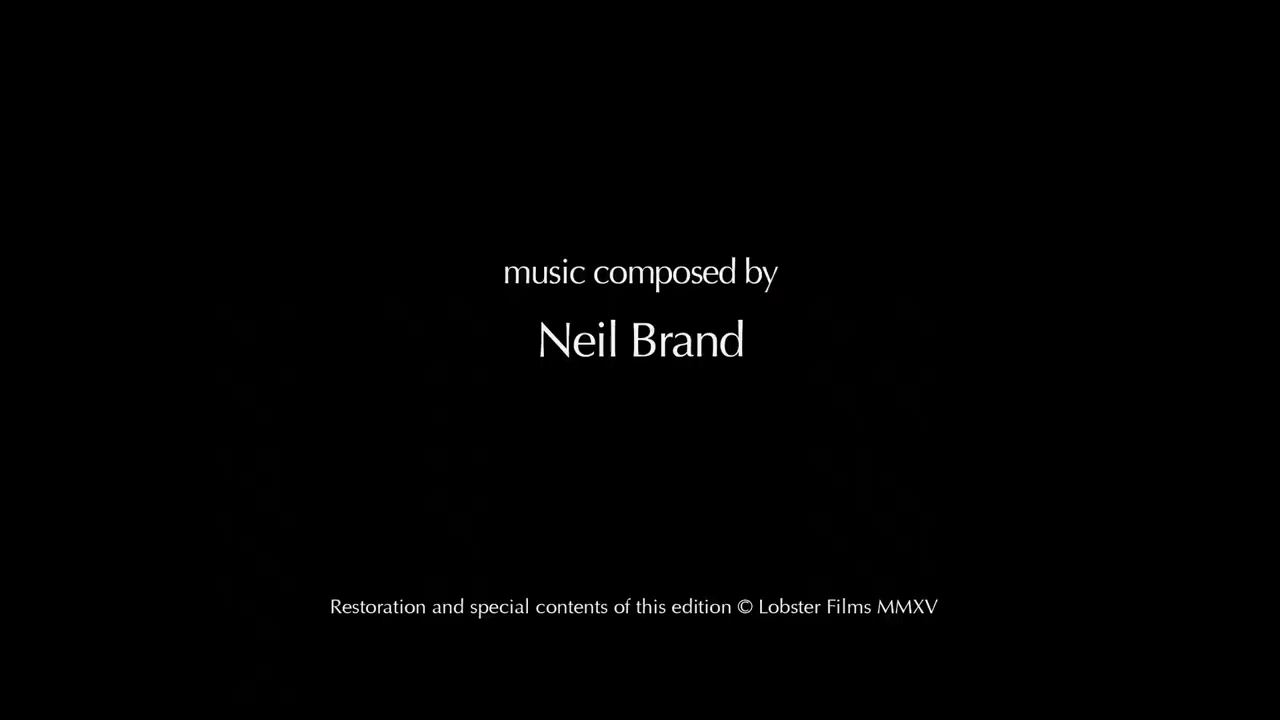 music composed by
Neil Brand
Restoration and special contents of this edition © Lobster Films MMXV